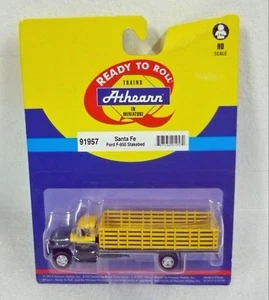 HO
SCALE
READY TO ROLL
TRAINS
Athearn
IN
MINIATURE
91957
Santa Fe
Ford F-850 Stakebed